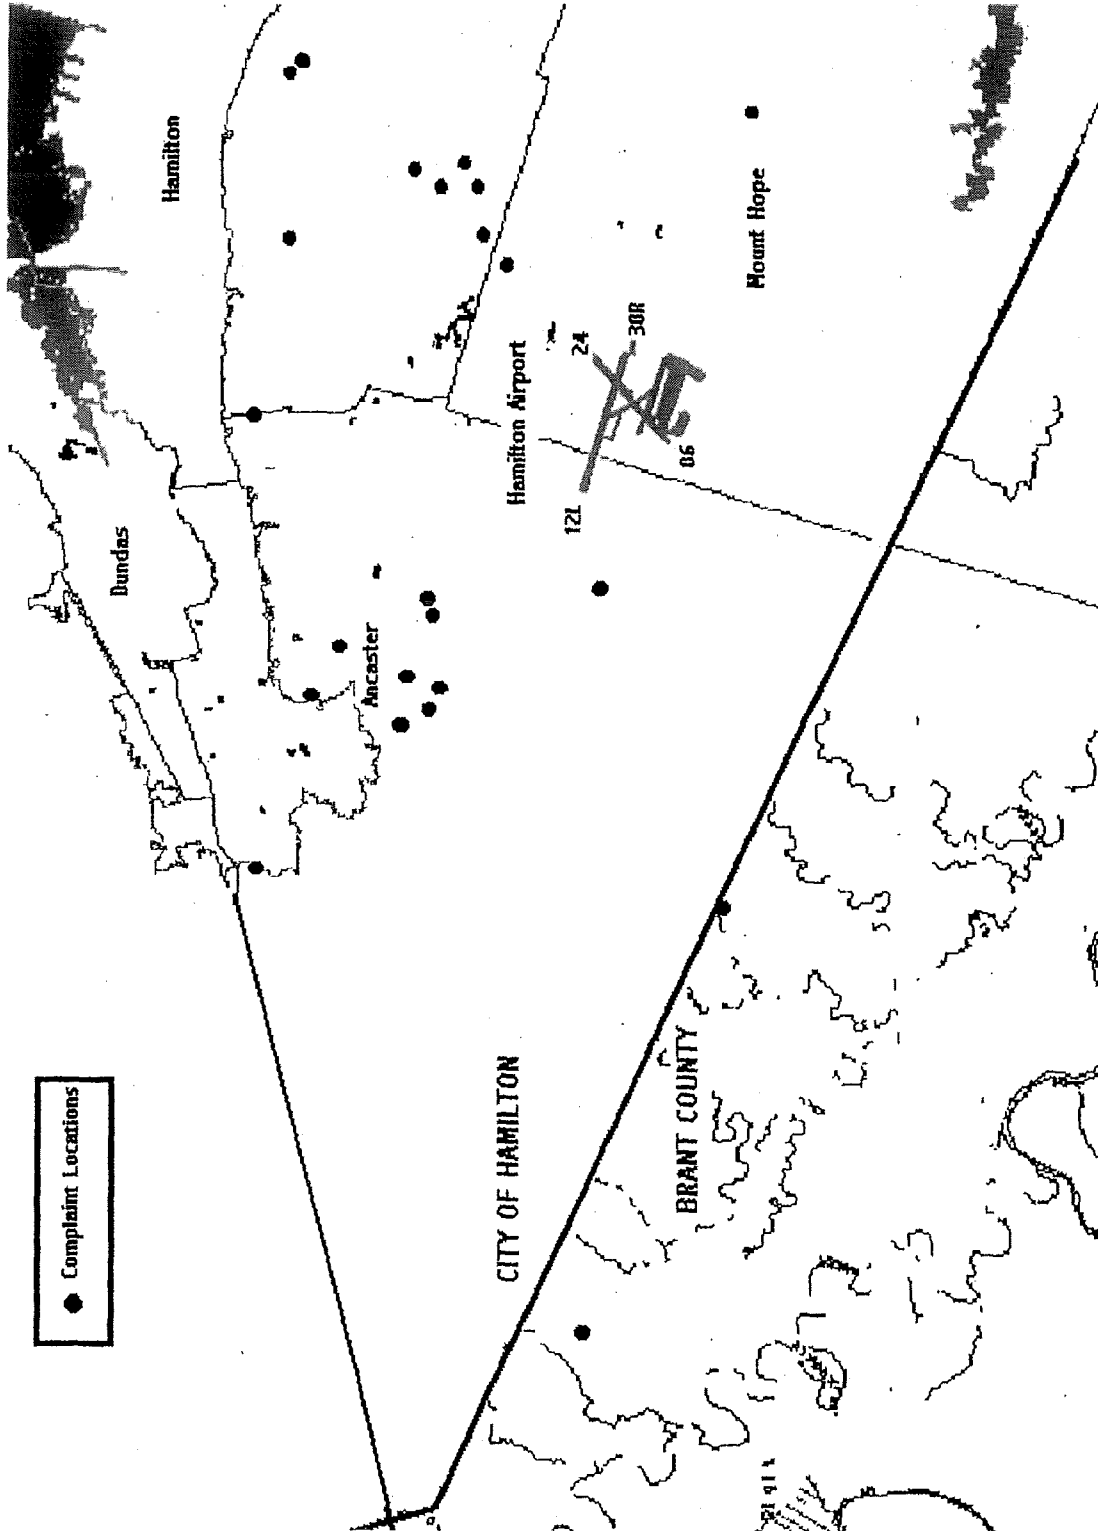 Complaint Locations
Hamilton
Dundas
Ancaster
Hamilton Airport
12L
24
30R
06
Mount Hope
CITY OF HAMILTON
BRANT COUNTY